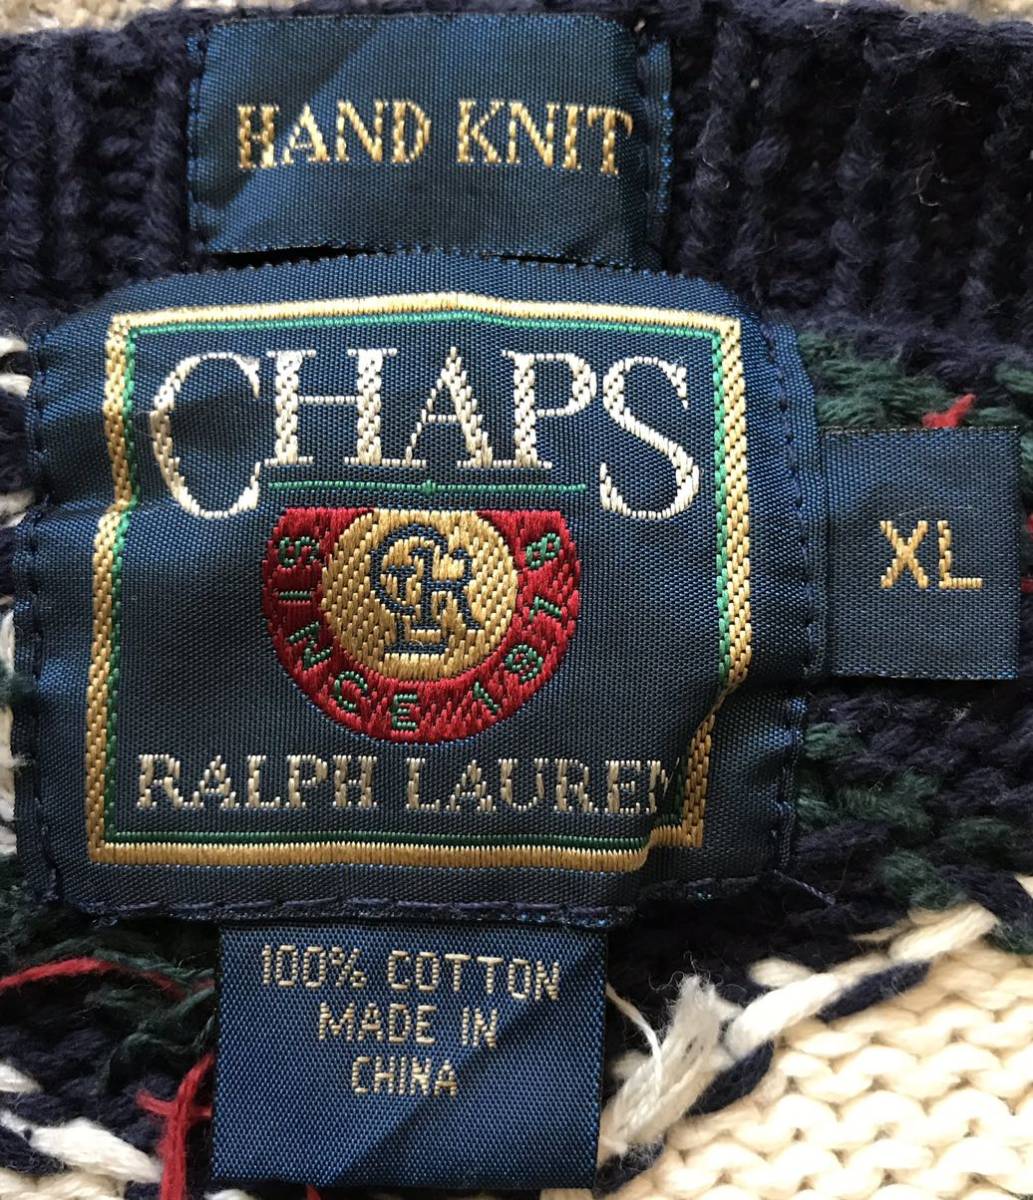 HAND KNIT
CHAPS
SINCE 1978
RALPH LAUREN
XL
100% COTTON
MADE IN
CHINA